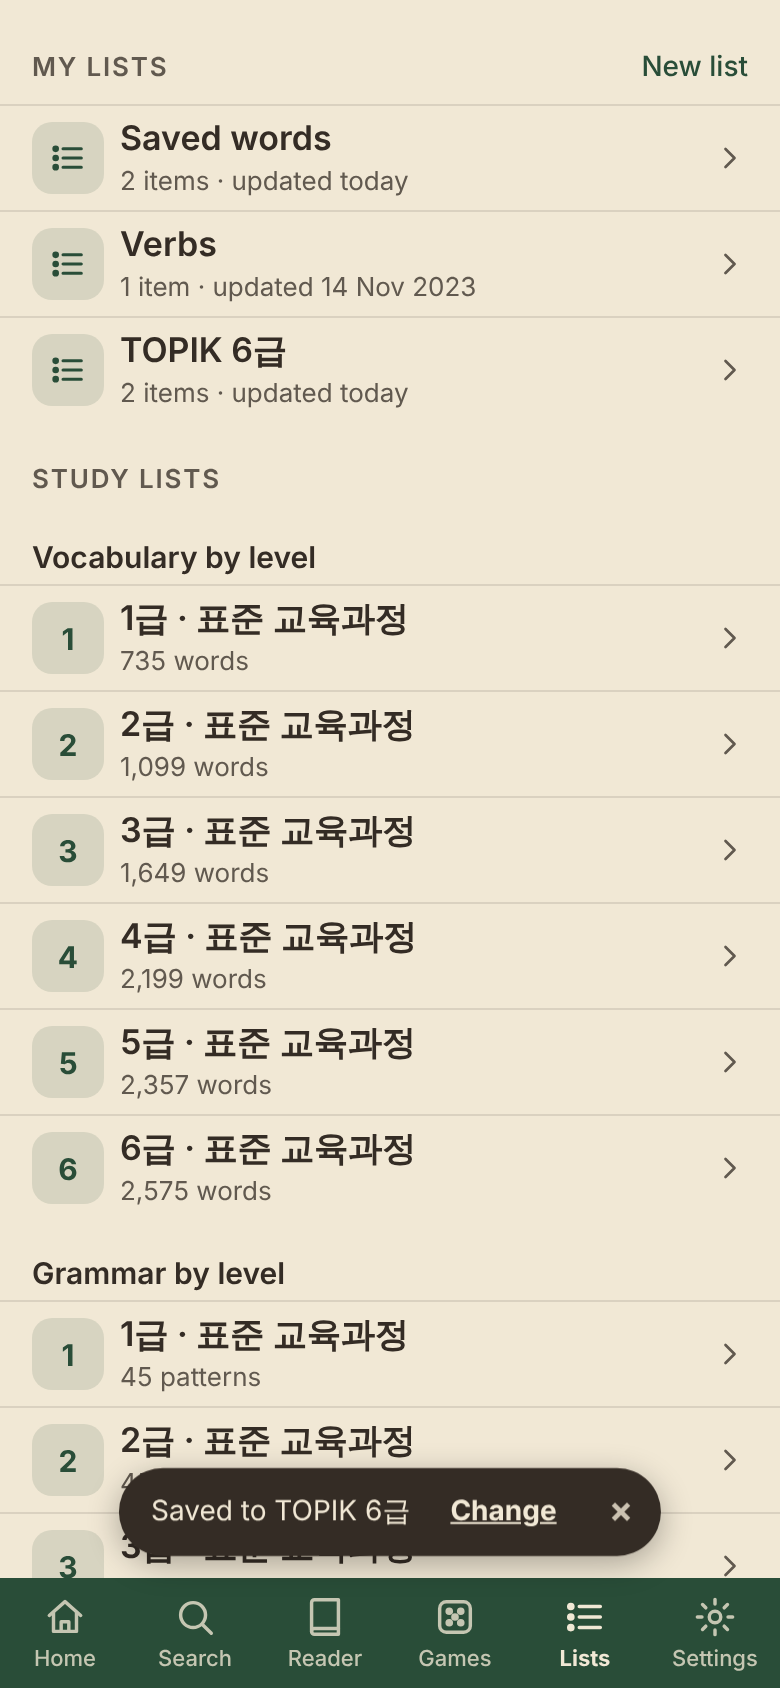 MY LISTS
New list
Saved words
2 items · updated today
Verbs
1 item · updated 14 Nov 2023
TOPIK 6급
2 items · updated today
STUDY LISTS
Vocabulary by level
1
1급 · 표준 교육과정
735 words
2
2급 · 표준 교육과정
1,099 words
3
3급 · 표준 교육과정
1,649 words
4
4급 · 표준 교육과정
2,199 words
5
5급 · 표준 교육과정
2,357 words
6
6급 · 표준 교육과정
2,575 words
Grammar by level
1
1급 · 표준 교육과정
45 patterns
2
2급 · 표준 교육과정
Saved to TOPIK 6급 Change
3
Home Search Reader Games Lists Settings